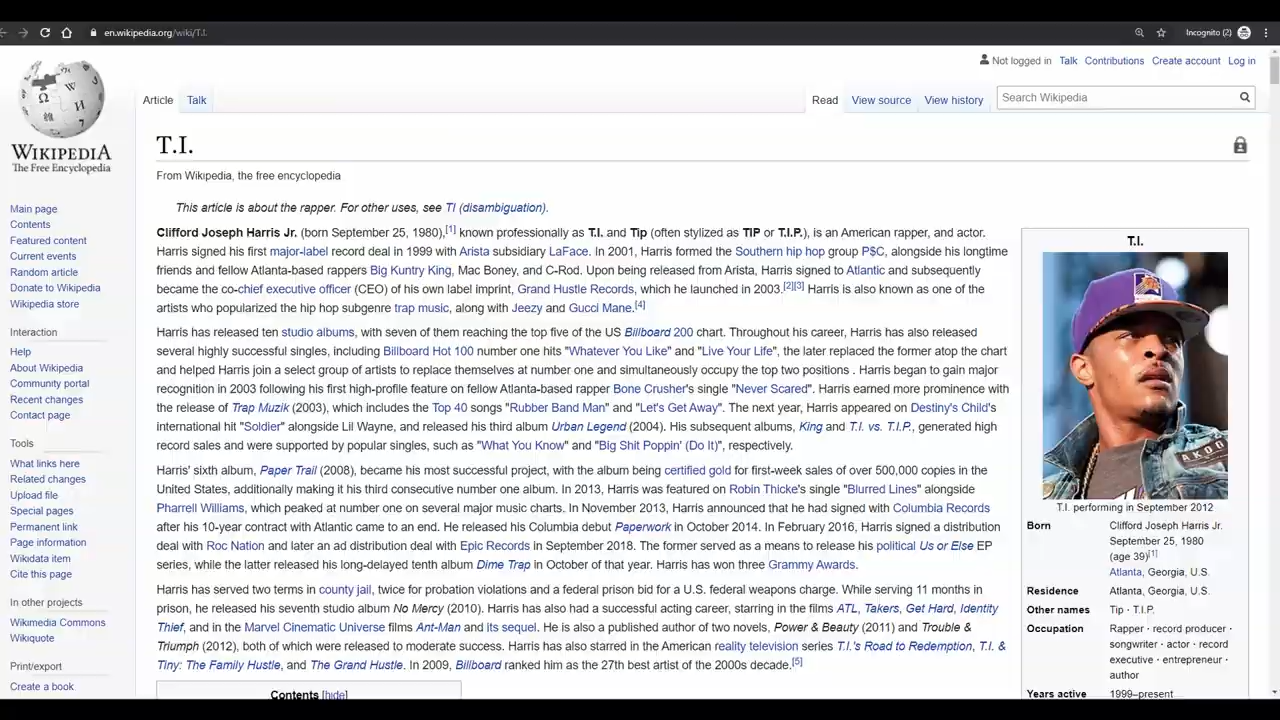 en.wikipedia.org/wiki/T.I.
Incognito (2)
Not logged in Talk Contributions Create account Log in
Article Talk
Read View source View history
Search Wikipedia
WIKIPEDIA
The Free Encyclopedia
Main page
Contents
Featured content
Current events
Random article
Donate to Wikipedia
Wikipedia store
Interaction
Help
About Wikipedia
Community portal
Recent changes
Contact page
Tools
What links here
Related changes
Upload file
Special pages
Permanent link
Page information
Wikidata item
Cite this page
In other projects
Wikimedia Commons
Wikiquote
Print/export
Create a book
T.I.
From Wikipedia, the free encyclopedia
This article is about the rapper. For other uses, see TI (disambiguation).
Clifford Joseph Harris Jr. (born September 25, 1980),[1] known professionally as T.I. and Tip (often stylized as TIP or T.I.P.), is an American rapper, and actor.
Harris signed his first major-label record deal in 1999 with Arista subsidiary LaFace. In 2001, Harris formed the Southern hip hop group P$C, alongside his longtime
friends and fellow Atlanta-based rappers Big Kuntry King, Mac Boney, and C-Rod. Upon being released from Arista, Harris signed to Atlantic and subsequently
became the co-chief executive officer (CEO) of his own label imprint, Grand Hustle Records, which he launched in 2003.[2][3] Harris is also known as one of the
artists who popularized the hip hop subgenre trap music, along with Jeezy and Gucci Mane.[4]
Harris has released ten studio albums, with seven of them reaching the top five of the US Billboard 200 chart. Throughout his career, Harris has also released
several highly successful singles, including Billboard Hot 100 number one hits "Whatever You Like" and "Live Your Life", the later replaced the former atop the chart
and helped Harris join a select group of artists to replace themselves at number one and simultaneously occupy the top two positions . Harris began to gain major
recognition in 2003 following his first high-profile feature on fellow Atlanta-based rapper Bone Crusher's single "Never Scared". Harris earned more prominence with
the release of Trap Muzik (2003), which includes the Top 40 songs "Rubber Band Man" and "Let's Get Away". The next year, Harris appeared on Destiny's Child's
international hit "Soldier" alongside Lil Wayne, and released his third album Urban Legend (2004). His subsequent albums, King and T.I. vs. T.I.P., generated high
record sales and were supported by popular singles, such as "What You Know" and "Big Shit Poppin' (Do It)", respectively.
Harris' sixth album, Paper Trail (2008), became his most successful project, with the album being certified gold for first-week sales of over 500,000 copies in the
United States, additionally making it his third consecutive number one album. In 2013, Harris was featured on Robin Thicke's single "Blurred Lines" alongside
Pharrell Williams, which peaked at number one on several major music charts. In November 2013, Harris announced that he had signed with Columbia Records
after his 10-year contract with Atlantic came to an end. He released his Columbia debut Paperwork in October 2014. In February 2016, Harris signed a distribution
deal with Roc Nation and later an ad distribution deal with Epic Records in September 2018. The former served as a means to release his political Us or Else EP
series, while the latter released his long-delayed tenth album Dime Trap in October of that year. Harris has won three Grammy Awards.
Harris has served two terms in county jail, twice for probation violations and a federal prison bid for a U.S. federal weapons charge. While serving 11 months in
prison, he released his seventh studio album No Mercy (2010). Harris has also had a successful acting career, starring in the films ATL, Takers, Get Hard, Identity
Thief, and in the Marvel Cinematic Universe films Ant-Man and its sequel. He is also a published author of two novels, Power & Beauty (2011) and Trouble &
Triumph (2012), both of which were released to moderate success. Harris has also starred in the American reality television series T.I.'s Road to Redemption, T.I. &
Tiny: The Family Hustle, and The Grand Hustle. In 2009, Billboard ranked him as the 27th best artist of the 2000s decade.[5]
Contents [hide]
T.I.
T.I. performing in September 2012
Born Clifford Joseph Harris Jr.
September 25, 1980
(age 39)[1]
Atlanta, Georgia, U.S.
Residence Atlanta, Georgia, U.S.
Other names Tip · T.I.P.
Occupation Rapper · record producer ·
songwriter · actor · record
executive · entrepreneur ·
author
Years active 1999–present